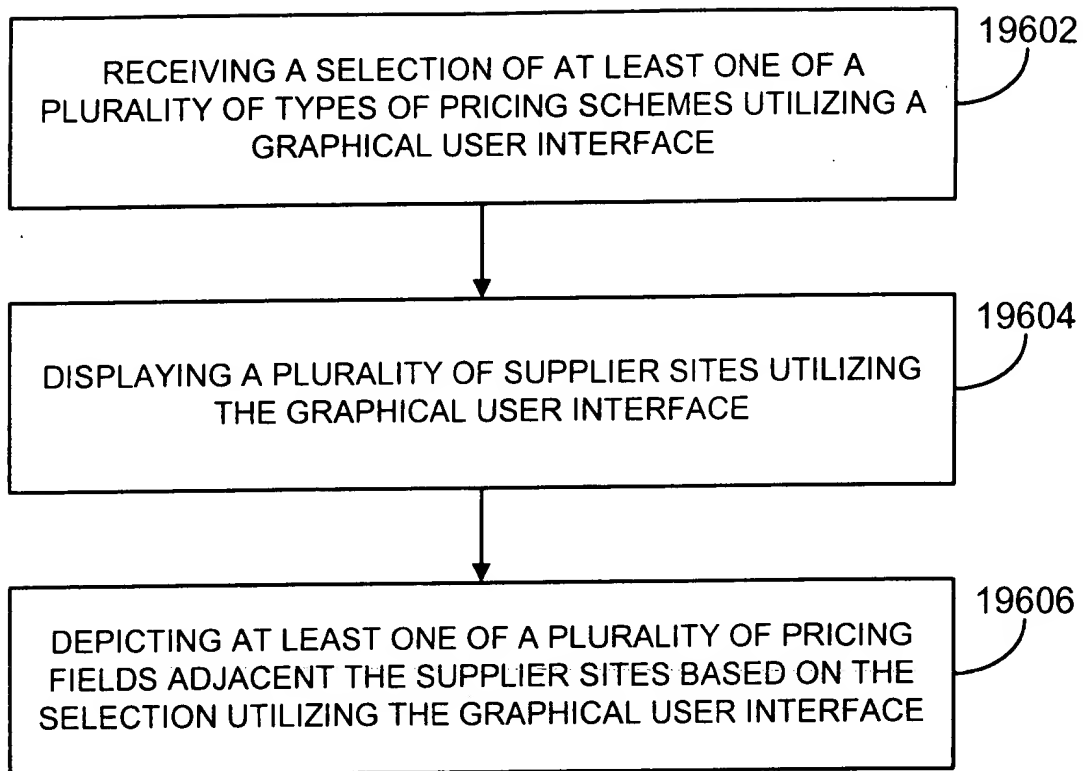 19602
RECEIVING A SELECTION OF AT LEAST ONE OF A
PLURALITY OF TYPES OF PRICING SCHEMES UTILIZING A
GRAPHICAL USER INTERFACE
19604
DISPLAYING A PLURALITY OF SUPPLIER SITES UTILIZING
THE GRAPHICAL USER INTERFACE
19606
DEPICTING AT LEAST ONE OF A PLURALITY OF PRICING
FIELDS ADJACENT THE SUPPLIER SITES BASED ON THE
SELECTION UTILIZING THE GRAPHICAL USER INTERFACE